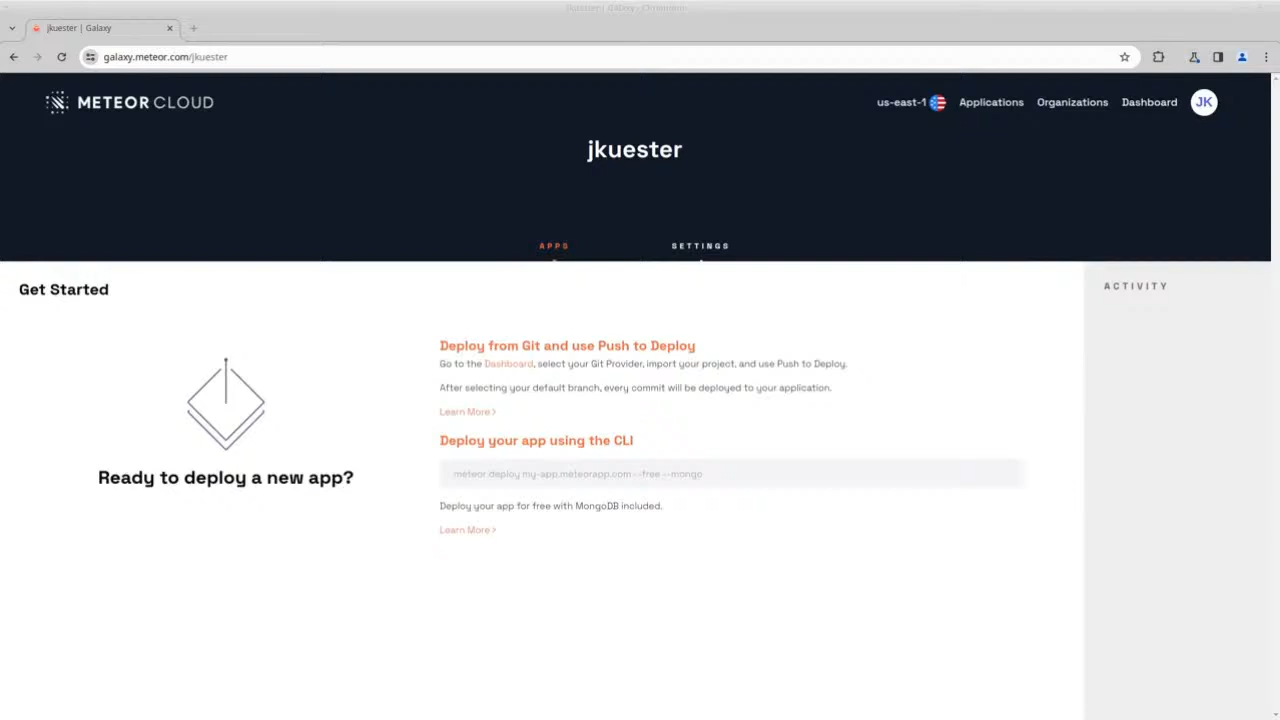 jkuester | Galaxy - Chromium
jkuester | Galaxy
galaxy.meteor.com/jkuester
METEOR CLOUD
us-east-1 Applications Organizations Dashboard JK
jkuester
APPS SETTINGS
Get Started
ACTIVITY
Deploy from Git and use Push to Deploy
Go to the Dashboard, select your Git Provider, import your project, and use Push to Deploy.
After selecting your default branch, every commit will be deployed to your application.
Learn More >
Deploy your app using the CLI
meteor deploy my-app.meteorapp.com --free --mongo
Ready to deploy a new app?
Deploy your app for free with MongoDB included.
Learn More >